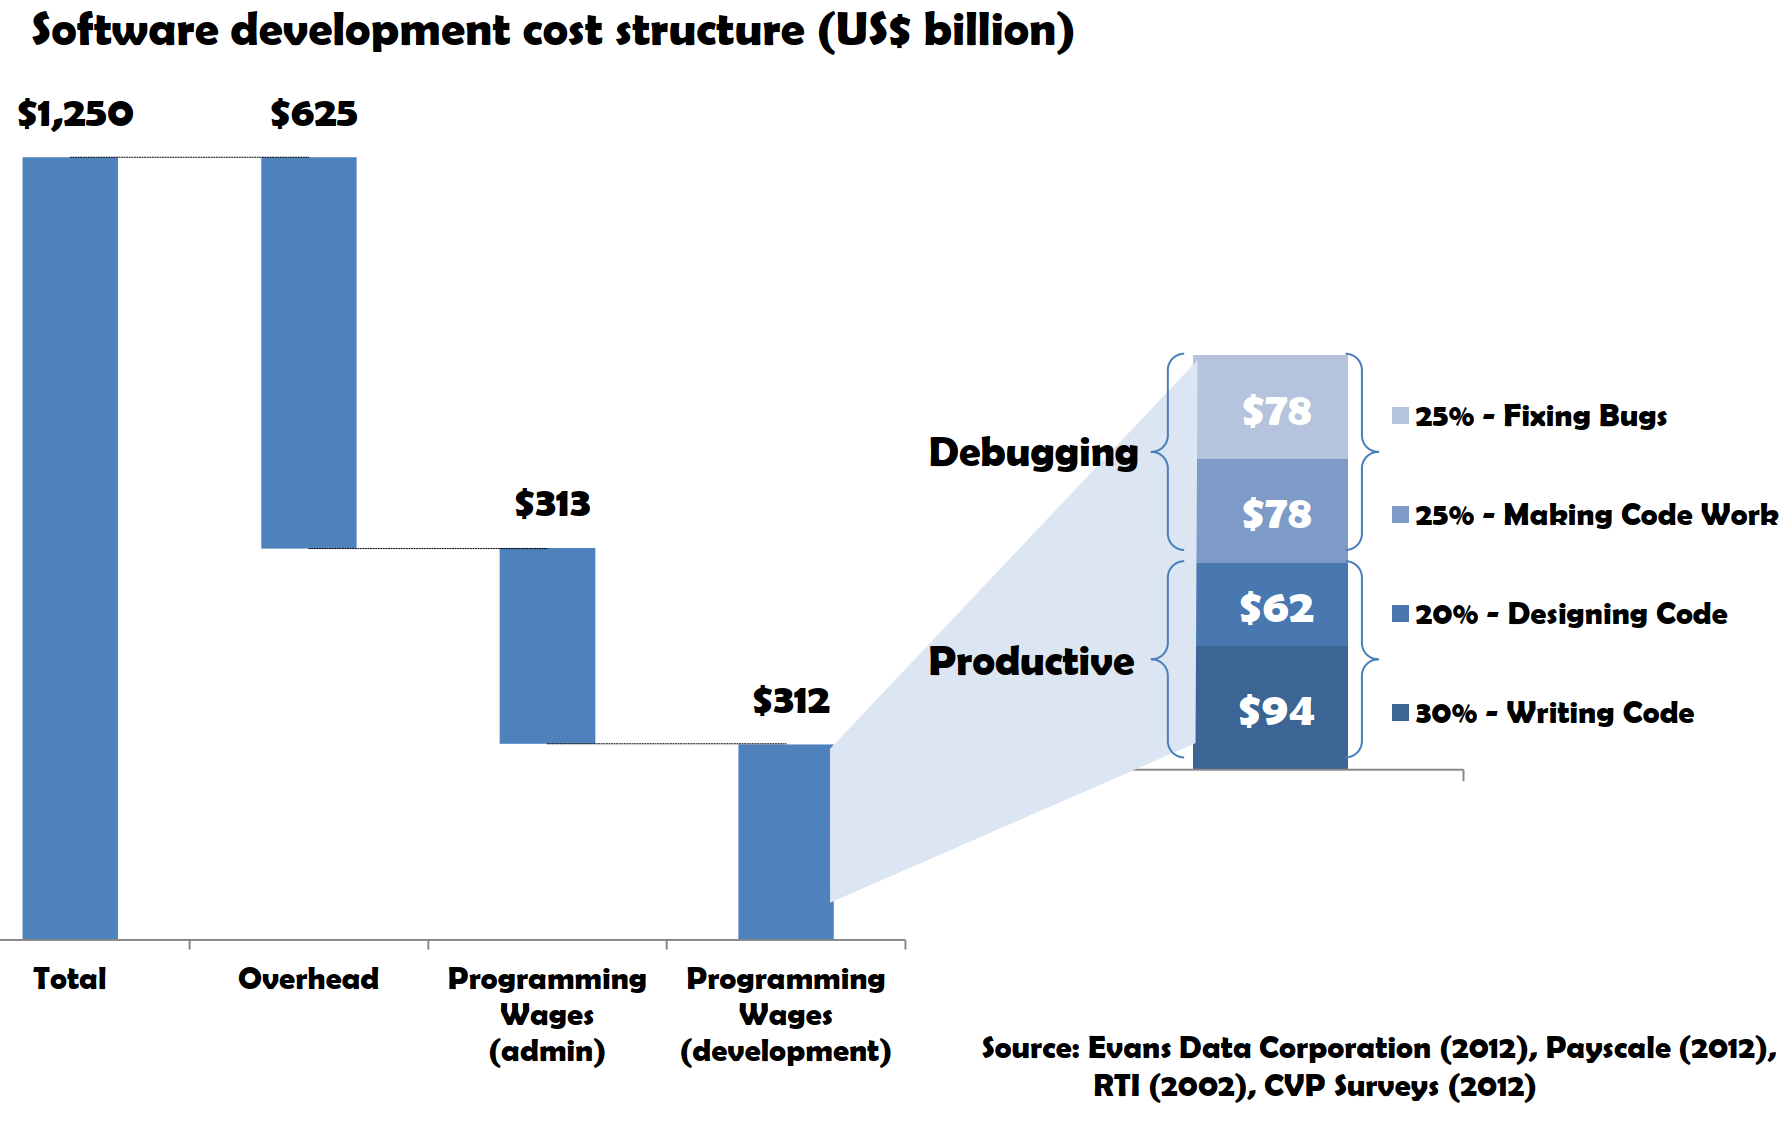 Software development cost structure (US$ billion)
$1,250
$625
$313
$312
Total
Overhead
Programming
Wages
(admin)
Programming
Wages
(development)
Debugging
Productive
$78
$78
$62
$94
25% - Fixing Bugs
25% - Making Code Work
20% - Designing Code
30% - Writing Code
Source: Evans Data Corporation (2012), Payscale (2012),
RTI (2002), CVP Surveys (2012)